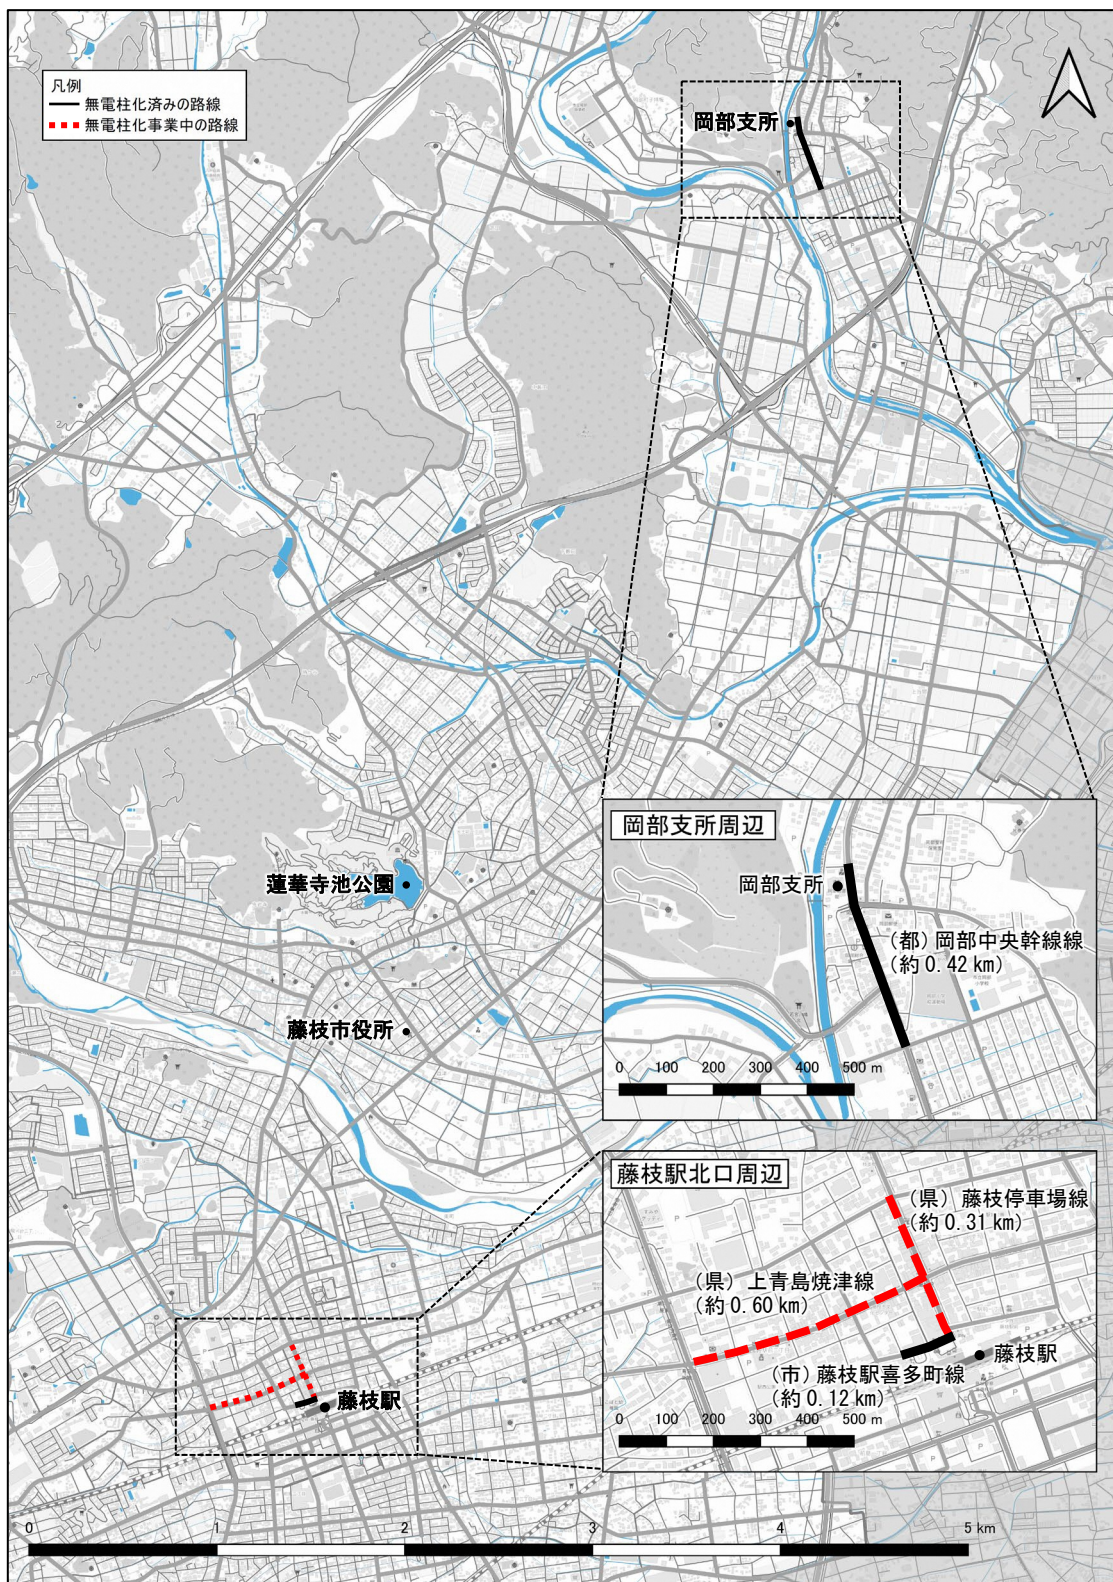 凡例
無電柱化済みの路線
無電柱化事業中の路線
岡部支所
蓮華寺池公園
藤枝市役所
藤枝駅
岡部支所周辺
岡部支所
（都）岡部中央幹線線
（約 0.42 km）
0 100 200 300 400 500 m
藤枝駅北口周辺
（県）藤枝停車場線
（約 0.31 km）
（県）上青島焼津線
（約 0.60 km）
藤枝駅
（市）藤枝駅喜多町線
（約 0.12 km）
0 100 200 300 400 500 m
0 1 2 3 4 5 km